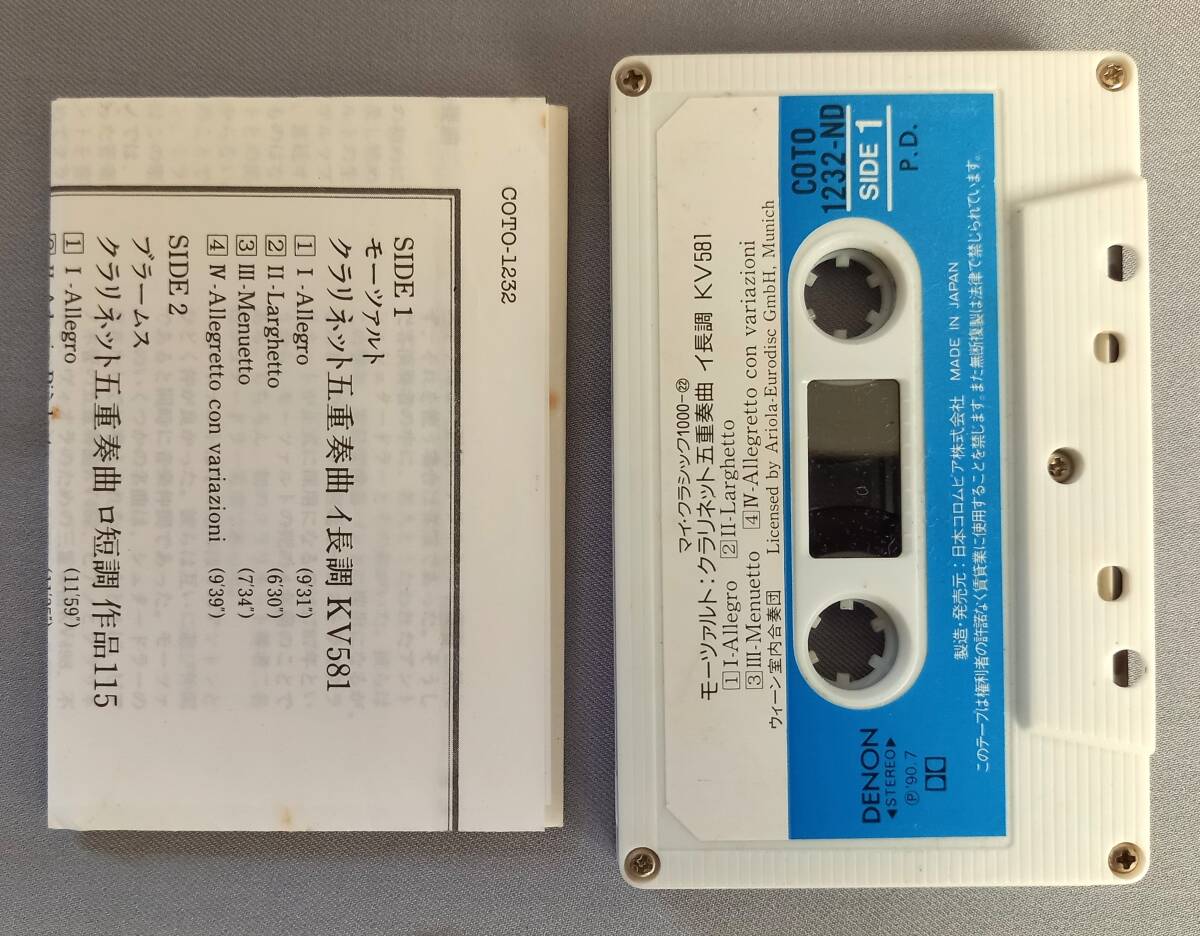 COTO-1232
SIDE 1
モーツァルト
クラリネット五重奏曲 イ長調 KV581
1 I-Allegro (9'31")
2 II-Larghetto (6'30")
3 III-Menuetto (7'34")
4 IV-Allegretto con variazioni (9'39")
SIDE 2
ブラームス
クラリネット五重奏曲 ロ短調 作品115
1 I-Allegro (11'59")
マイ・クラシック1000-㉒
モーツァルト:クラリネット五重奏曲 イ長調 KV581
1 I-Allegro 2 II-Larghetto
3 III-Menuetto 4 IV-Allegretto con variazioni
ウィーン室内合奏団 Licensed by Ariola-Eurodisc GmbH, Munich
COTO
1232-ND
SIDE 1
P.D.
DENON
◀STEREO▶
Ⓟ'90.7
製造・発売元:日本コロムビア株式会社 MADE IN JAPAN
このテープは権利者の許諾なく賃貸業に使用することを禁じます。また無断複製は法律で禁じられています。